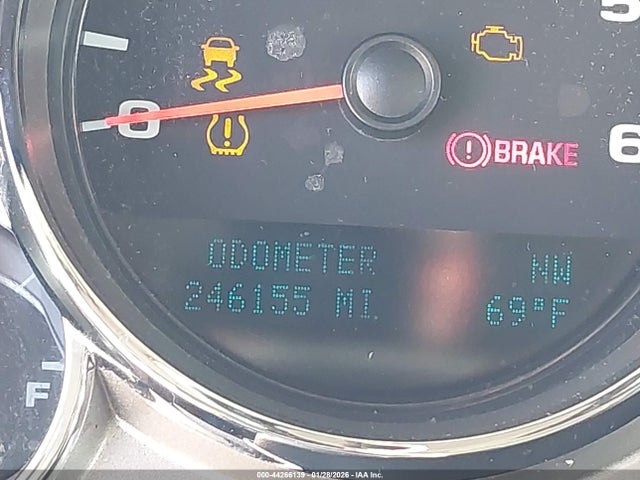 5
0
6
BRAKE
ODOMETER NW
246155 MI 69°F
F
000-44266139 - 01/28/2026 - IAA Inc.